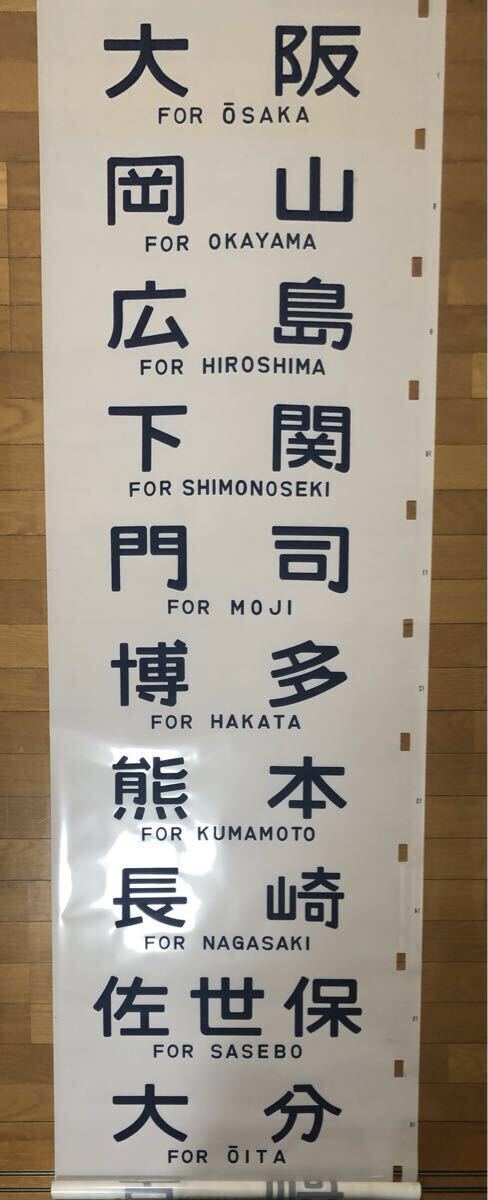 大阪
FOR ŌSAKA
岡山
FOR OKAYAMA
広島
FOR HIROSHIMA
下関
FOR SHIMONOSEKI
門司
FOR MOJI
博多
FOR HAKATA
熊本
FOR KUMAMOTO
長崎
FOR NAGASAKI
佐世保
FOR SASEBO
大分
FOR ŌITA